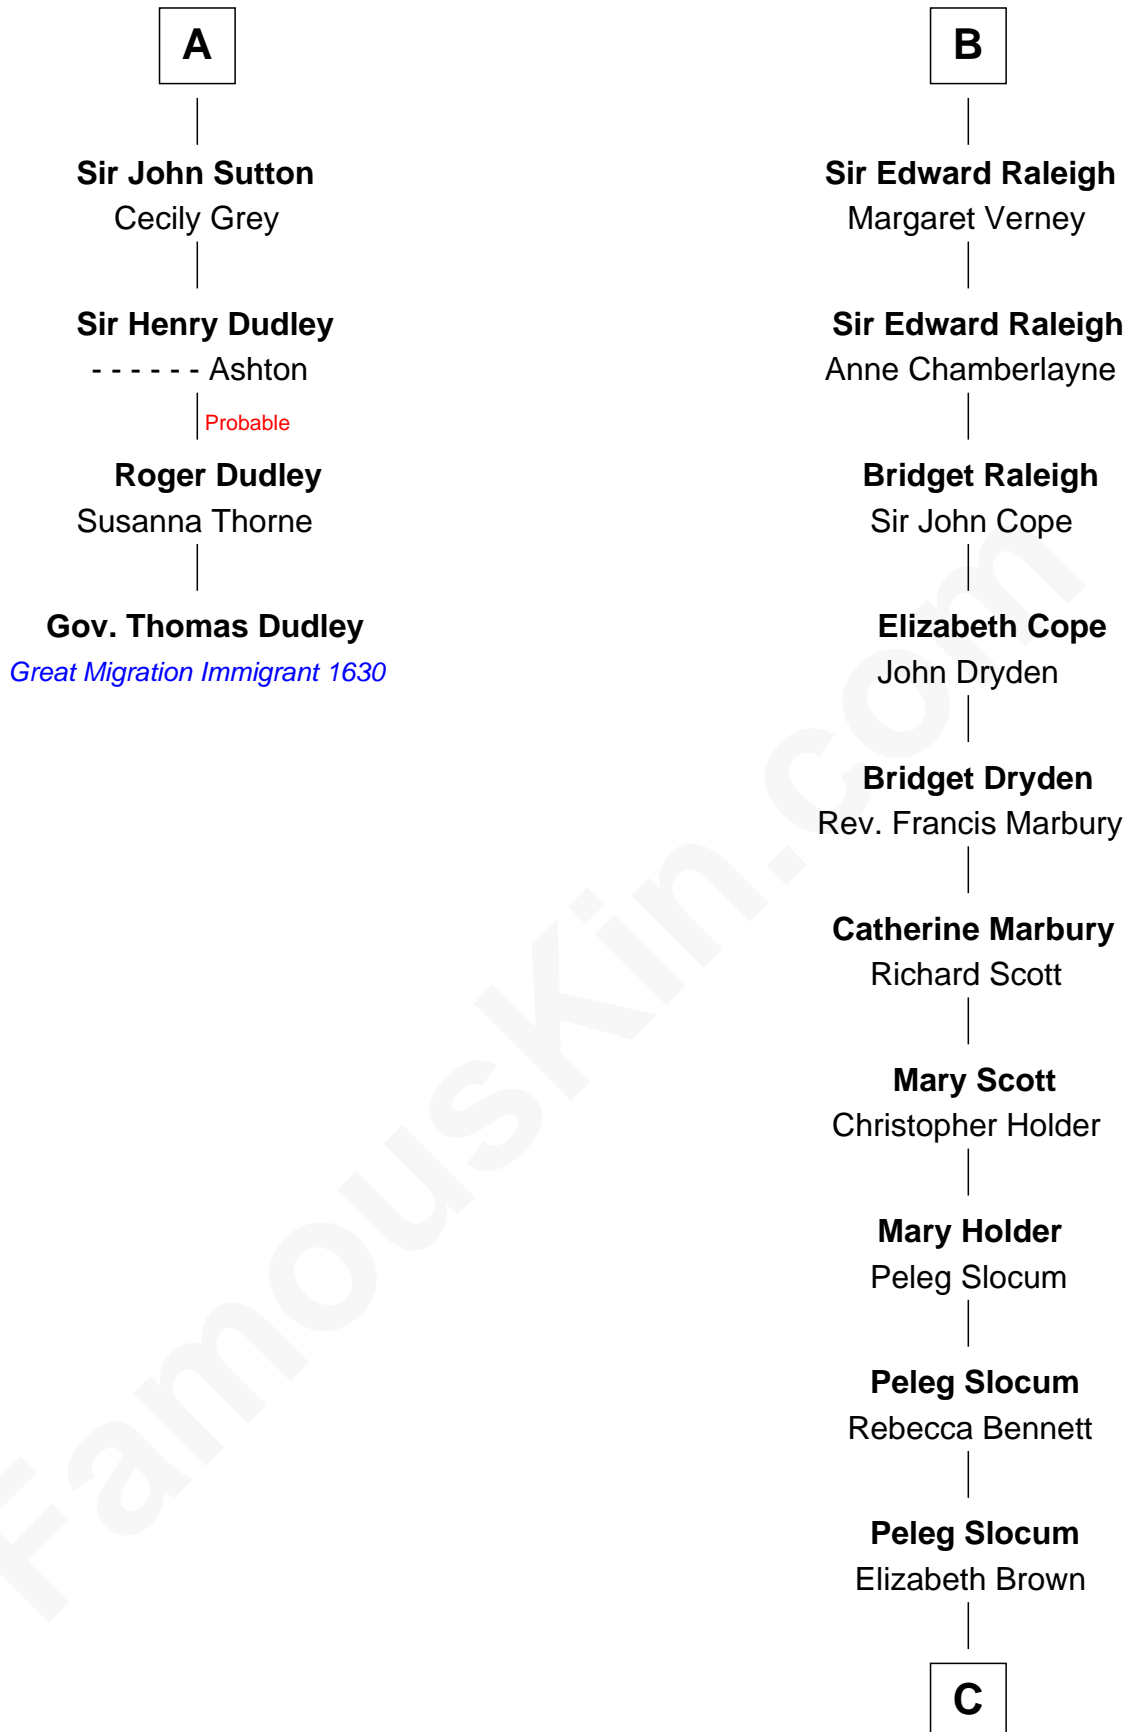 A
Sir John Sutton
Cecily Grey
Sir Henry Dudley
- - - - - - Ashton
Probable
Roger Dudley
Susanna Thorne
Gov. Thomas Dudley
Great Migration Immigrant 1630
B
Sir Edward Raleigh
Margaret Verney
Sir Edward Raleigh
Anne Chamberlayne
Bridget Raleigh
Sir John Cope
Elizabeth Cope
John Dryden
Bridget Dryden
Rev. Francis Marbury
Catherine Marbury
Richard Scott
Mary Scott
Christopher Holder
Mary Holder
Peleg Slocum
Peleg Slocum
Rebecca Bennett
Peleg Slocum
Elizabeth Brown
C
FamousKin.com